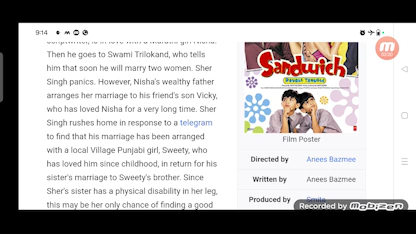 9:14
Then he goes to Swami Trilokand, who tells
him that soon he will marry two women. Sher
Singh panics. However, Nisha's wealthy father
arranges her marriage to his friend's son Vicky,
who has loved Nisha for a very long time. Sher
Singh rushes home in response to a telegram
to find that his marriage has been arranged
with a local Village Punjabi girl, Sweety, who
has loved him since childhood, in return for his
sister's marriage to Sweety's brother. Since
Sher's sister has a physical disability in her leg,
this may be her only chance of finding a good
Sandwich
DOUBLE TROUBLE
Film Poster
Directed by Anees Bazmee
Written by Anees Bazmee
Produced by
Recorded by
MOBIZEN